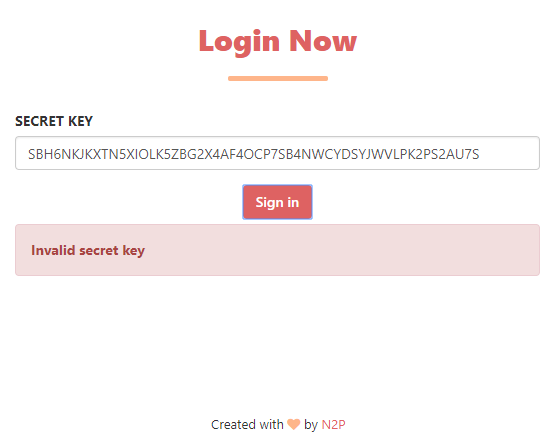 Login Now
SECRET KEY
SBH6NKJKXTN5XIOLK5ZBG2X4AF4OCP7SB4NWCYDSYJWVLPK2PS2AU7S
Sign in
Invalid secret key
Created with 🧡 by N2P